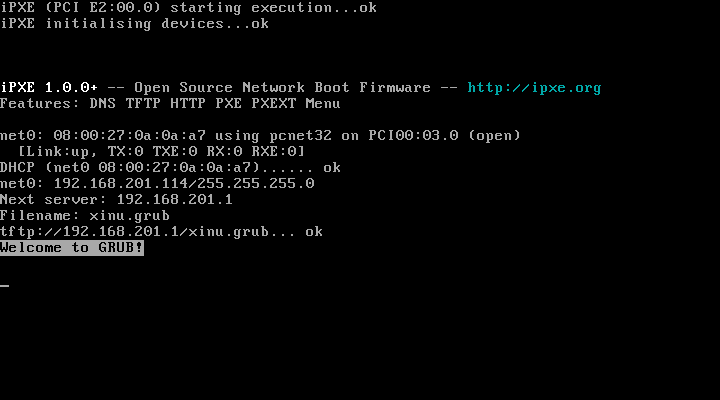 iPXE (PCI E2:00.0) starting execution...ok
iPXE initialising devices...ok
iPXE 1.0.0+ -- Open Source Network Boot Firmware -- http://ipxe.org
Features: DNS TFTP HTTP PXE PXEXT Menu
net0: 08:00:27:0a:0a:a7 using pcnet32 on PCI00:03.0 (open)
[Link:up, TX:0 TXE:0 RX:0 RXE:0]
DHCP (net0 08:00:27:0a:0a:a7)...... ok
net0: 192.168.201.114/255.255.255.0
Next server: 192.168.201.1
Filename: xinu.grub
tftp://192.168.201.1/xinu.grub... ok
Welcome to GRUB!
_